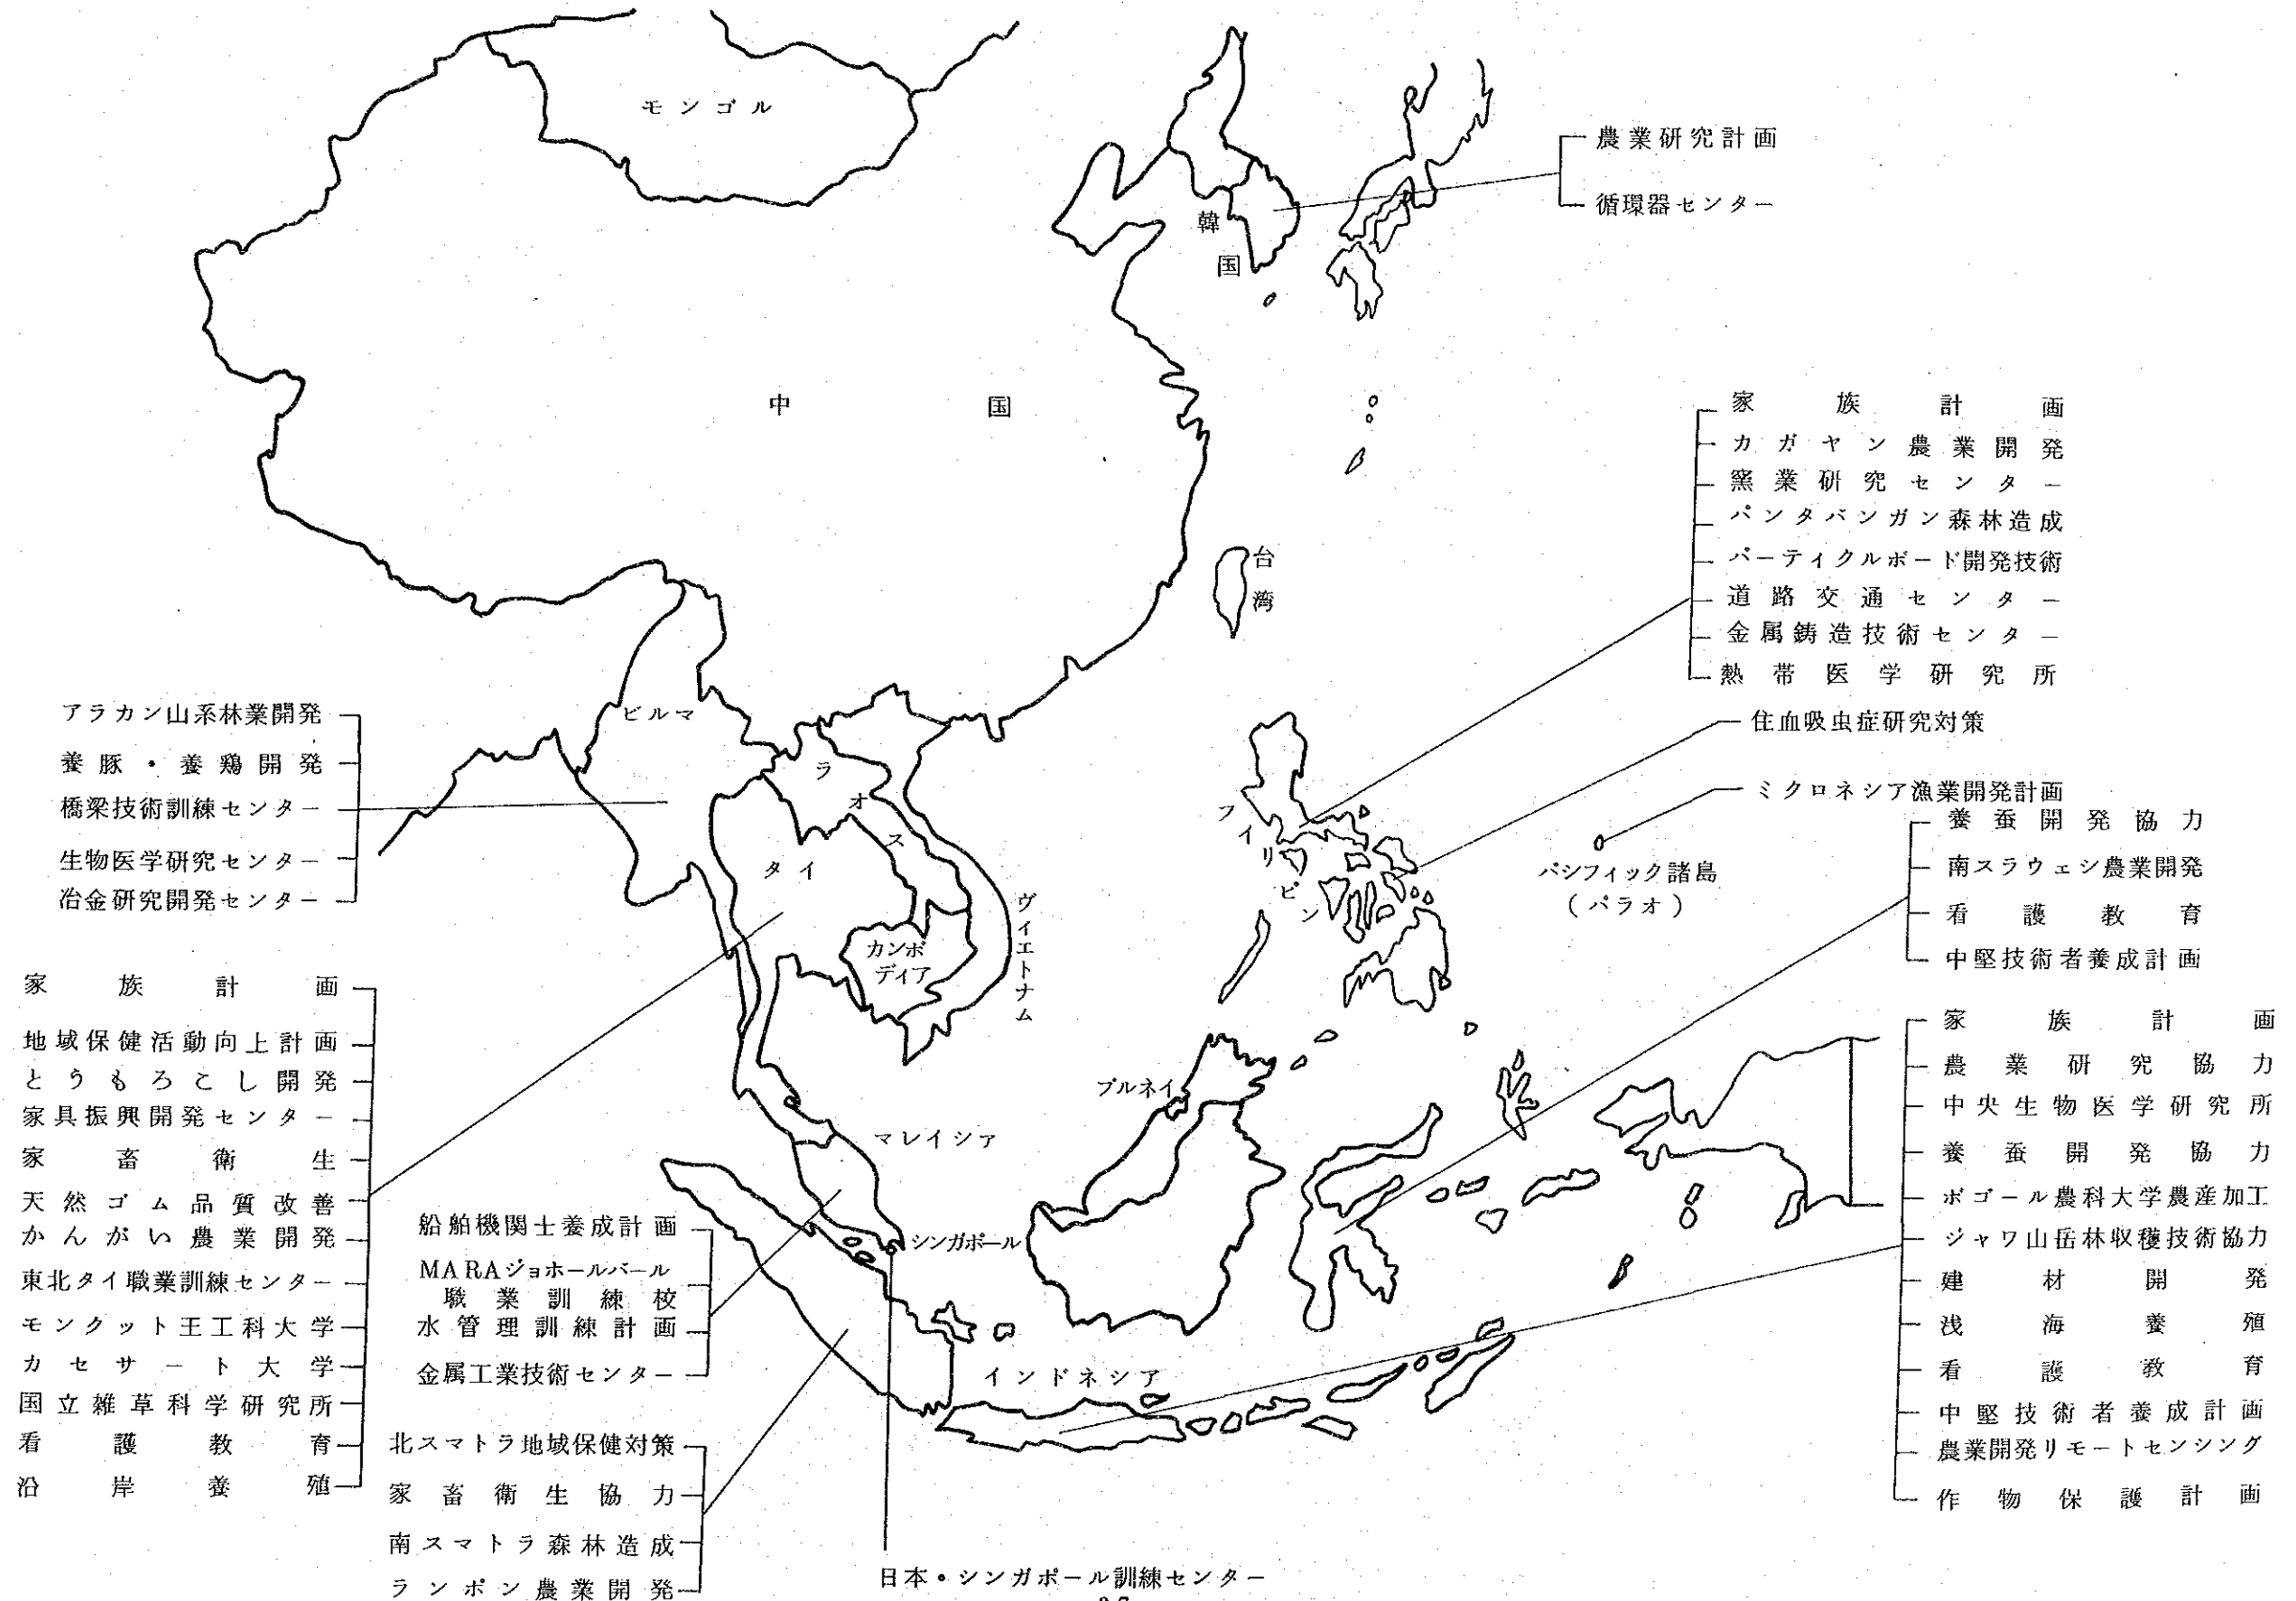 モンゴル
中国
韓国
台湾
ビルマ
ラオス
タイ
カンボ
ディア
ヴィエトナム
フィリピン
パシフィック諸島
(パラオ)
ブルネイ
マレイシア
シンガポール
インドネシア
農業研究計画
循環器センター
家族計画
カガヤン農業開発
窯業研究センター
パンタバンガン森林造成
パーティクルボード開発技術
道路交通センター
金属鋳造技術センター
熱帯医学研究所
住血吸虫症研究対策
ミクロネシア漁業開発計画
養蚕開発協力
南スラウェシ農業開発
看護教育
中堅技術者養成計画
家族計画
農業研究協力
中央生物医学研究所
養蚕開発協力
ボゴール農科大学農産加工
ジャワ山岳林収穫技術協力
建材開発
浅海養殖
看護教育
中堅技術者養成計画
農業開発リモートセンシング
作物保護計画
アラカン山系林業開発
養豚・養鶏開発
橋梁技術訓練センター
生物医学研究センター
冶金研究開発センター
家族計画
地域保健活動向上計画
とうもろこし開発
家具振興開発センター
家畜衛生
天然ゴム品質改善
かんがい農業開発
東北タイ職業訓練センター
モンクット王工科大学
カセサート大学
国立雑草科学研究所
看護教育
沿岸養殖
船舶機関士養成計画
MARAジョホールバール
職業訓練校
水管理訓練計画
金属工業技術センター
北スマトラ地域保健対策
家畜衛生協力
南スマトラ森林造成
ランポン農業開発
日本・シンガポール訓練センター